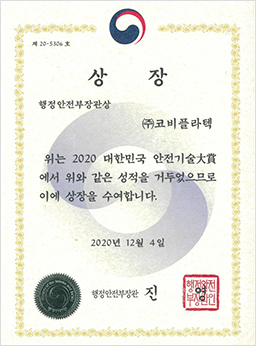 제 20-5306 호
상 장
행정안전부장관상
㈜코비플라텍
위는 2020 대한민국 안전기술大賞
에서 위와 같은 성적을 거두었으므로
이에 상장을 수여합니다.
2020년 12월 4일
행정안전부장관 진 영